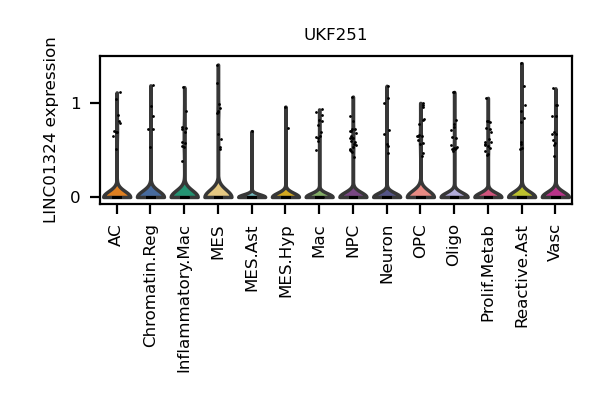 UKF251
LINC01324 expression
1
0
AC
Chromatin.Reg
Inflammatory.Mac
MES
MES.Ast
MES.Hyp
Mac
NPC
Neuron
OPC
Oligo
Prolif.Metab
Reactive.Ast
Vasc